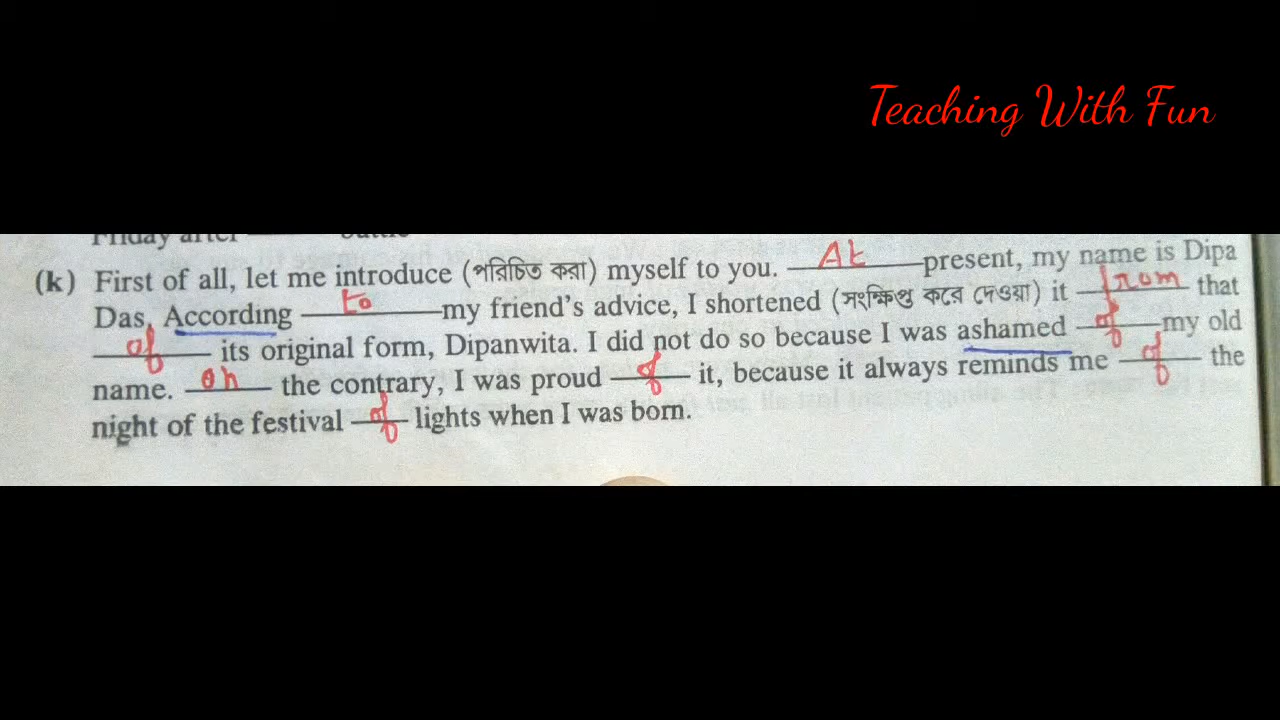 Teaching With Fun
Friday after
(k) First of all, let me introduce (পরিচিত করা) myself to you. At present, my name is Dipa
Das, According to my friend's advice, I shortened (সংক্ষিপ্ত করে দেওয়া) it from that
of its original form, Dipanwita. I did not do so because I was ashamed of my old
name. on the contrary, I was proud of it, because it always reminds me of the
night of the festival of lights when I was born.